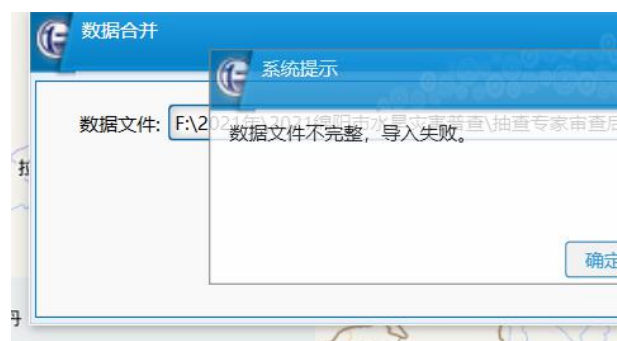 数据合并
系统提示
数据文件: F:\2021年\2021绵阳市水旱灾害普查\抽查专家审查后
数据文件不完整，导入失败。
确定